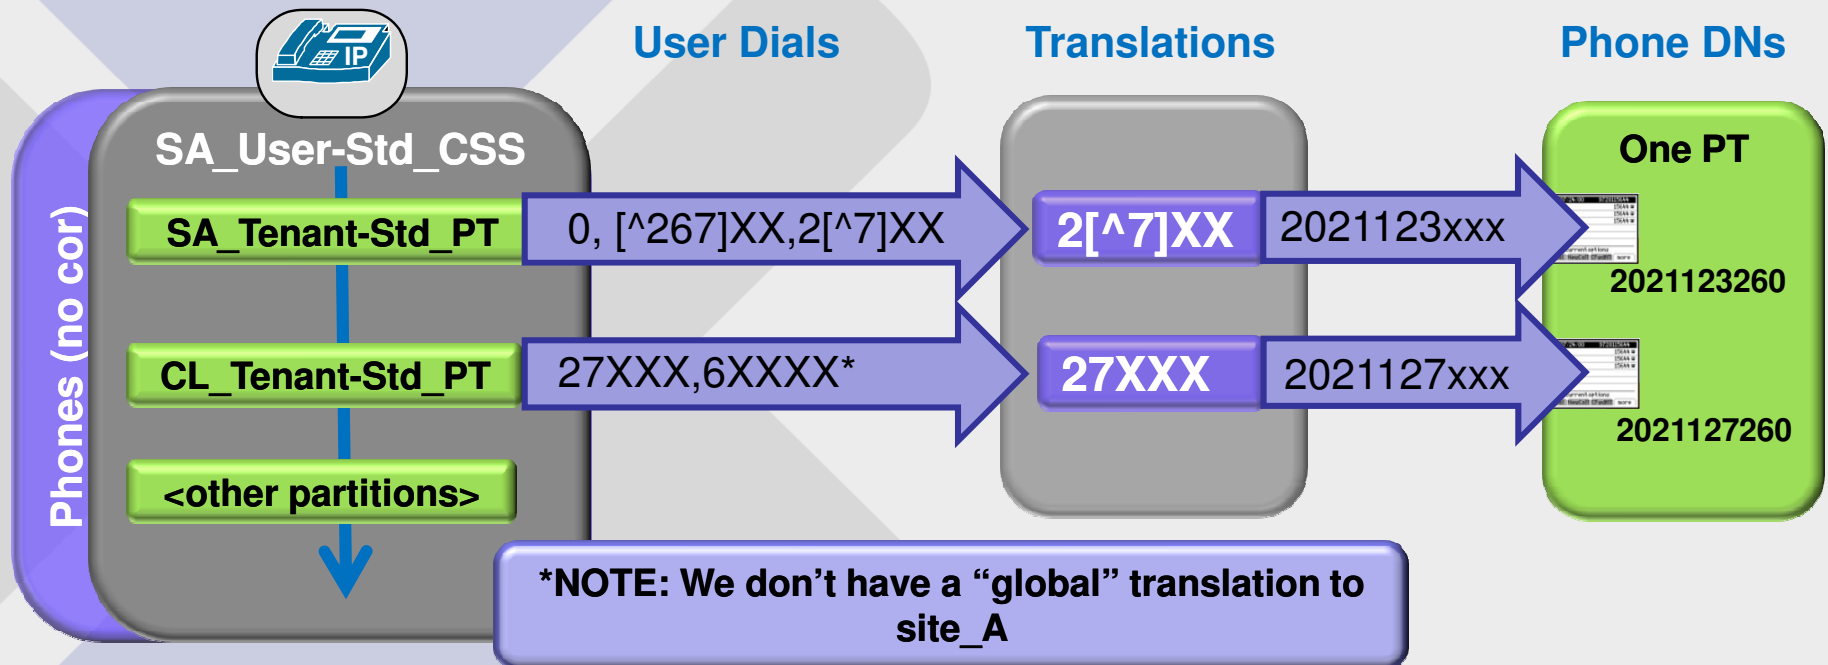 IP
User Dials
Translations
Phone DNs
Phones (no cor)
SA_User-Std_CSS
One PT
SA_Tenant-Std_PT
0, [^267]XX,2[^7]XX
2[^7]XX
2021123xxx
2021123260
CL_Tenant-Std_PT
27XXX,6XXXX*
27XXX
2021127xxx
2021127260
<other partitions>
*NOTE: We don’t have a “global” translation to
site_A